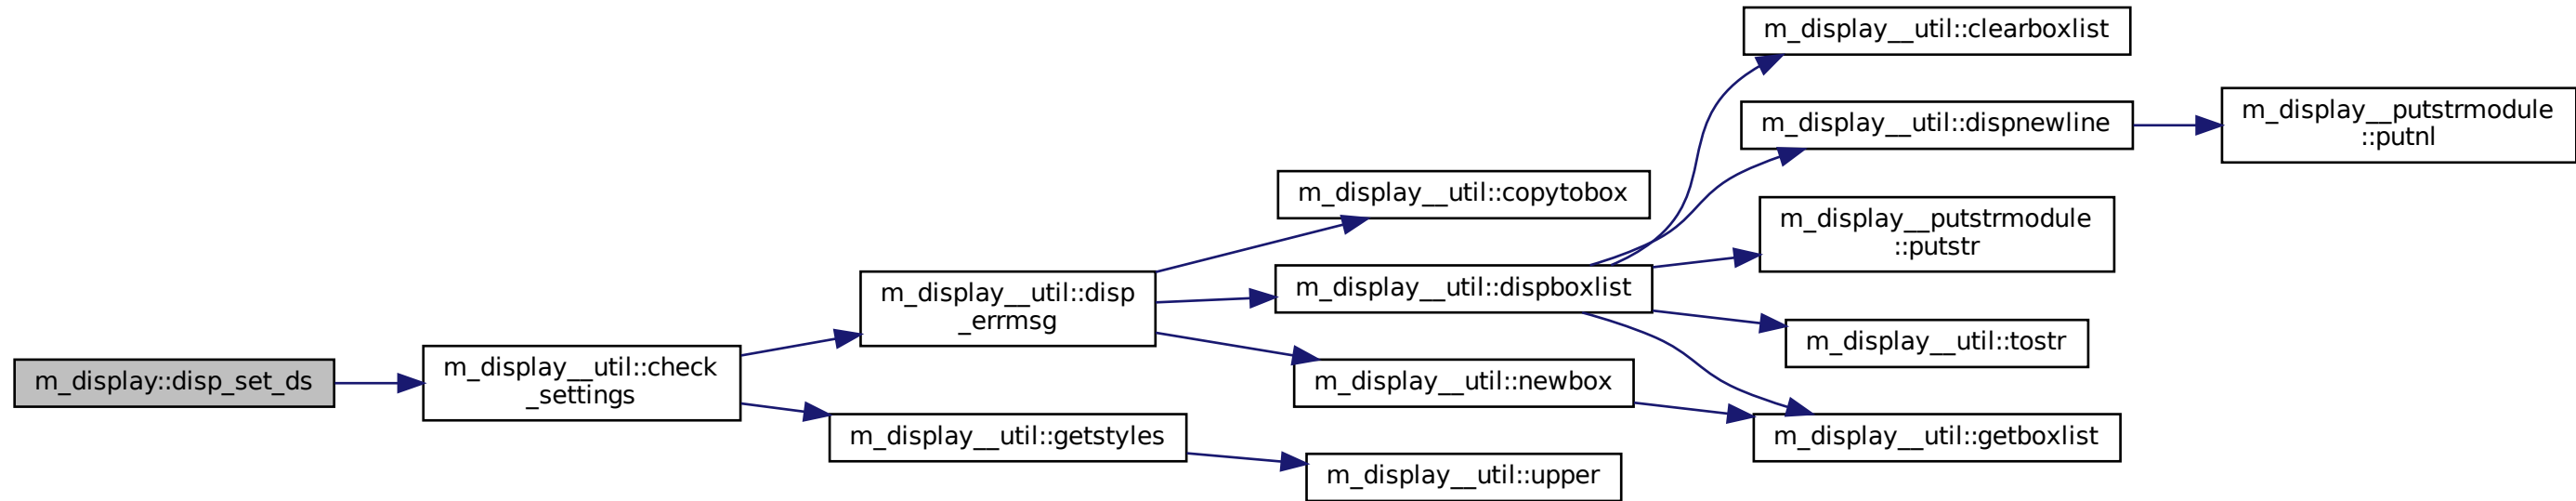 m_display::disp_set_ds
m_display__util::check
_settings
m_display__util::disp
_errmsg
m_display__util::getstyles
m_display__util::copytobox
m_display__util::dispboxlist
m_display__util::newbox
m_display__util::upper
m_display__util::clearboxlist
m_display__util::dispnewline
m_display__putstrmodule
::putstr
m_display__util::tostr
m_display__util::getboxlist
m_display__putstrmodule
::putnl